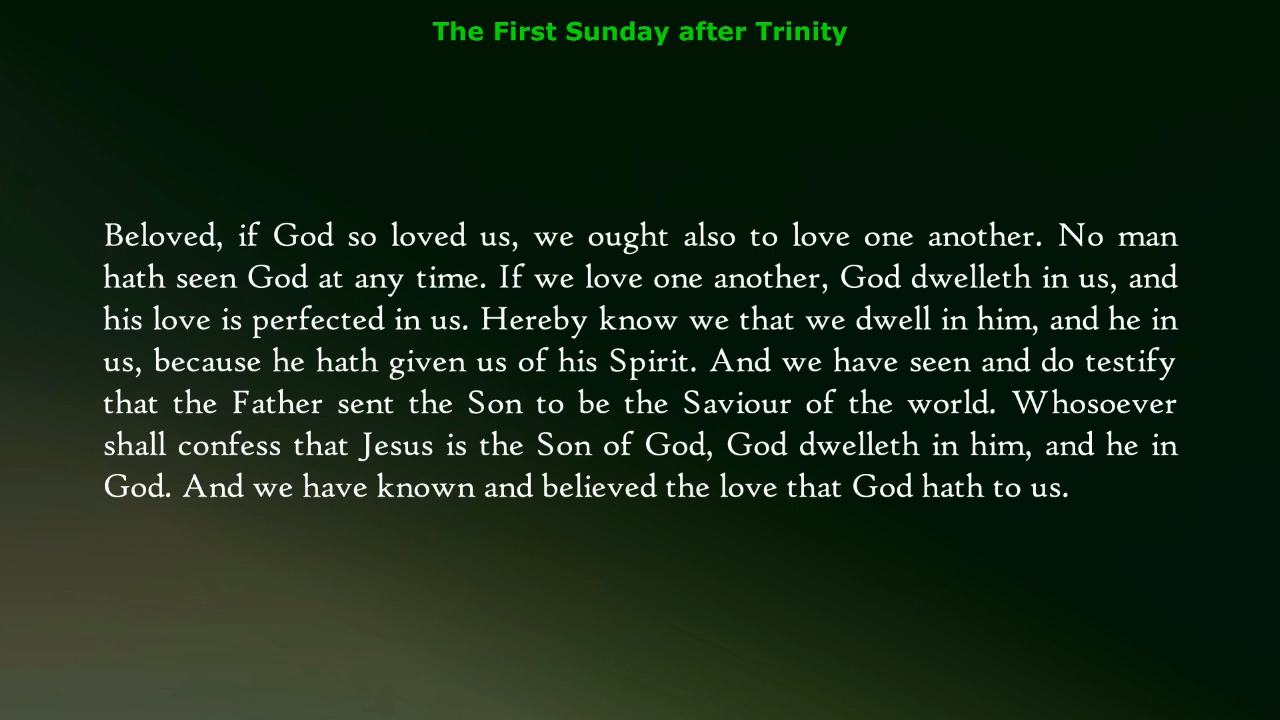 The First Sunday after Trinity
Beloved, if God so loved us, we ought also to love one another. No man
hath seen God at any time. If we love one another, God dwelleth in us, and
his love is perfected in us. Hereby know we that we dwell in him, and he in
us, because he hath given us of his Spirit. And we have seen and do testify
that the Father sent the Son to be the Saviour of the world. Whosoever
shall confess that Jesus is the Son of God, God dwelleth in him, and he in
God. And we have known and believed the love that God hath to us.